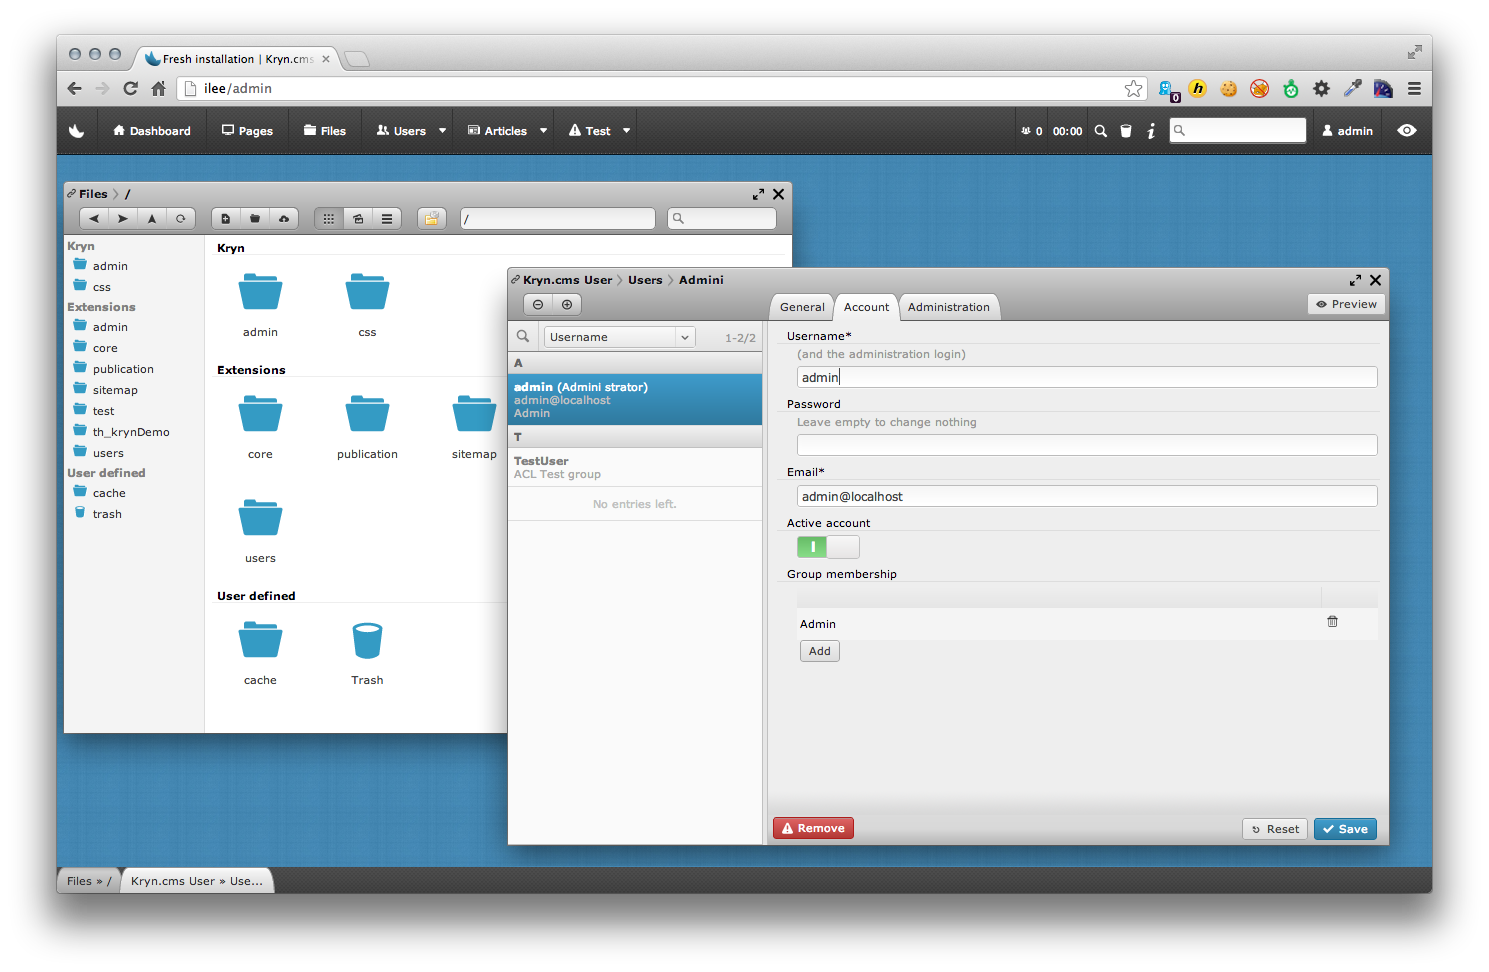 Fresh installation | Kryn.cms
ilee/admin
0
Dashboard
Pages
Files
Users
Articles
Test
0
00:00
admin
Files / 
/
Kryn
admin
css
Extensions
admin
core
publication
sitemap
test
th_krynDemo
users
User defined
cache
trash
Kryn
admin
css
Extensions
core
publication
sitemap
users
User defined
cache
Trash
Kryn.cms User Users Admini
General
Account
Administration
Preview
Username
1-2/2
A
admin (Admini strator)
admin@localhost
Admin
T
TestUser
ACL Test group
No entries left.
Username*
(and the administration login)
admin
Password
Leave empty to change nothing
Email*
admin@localhost
Active account
Group membership
Admin
Add
Remove
Reset
Save
Files » /
Kryn.cms User » Use...